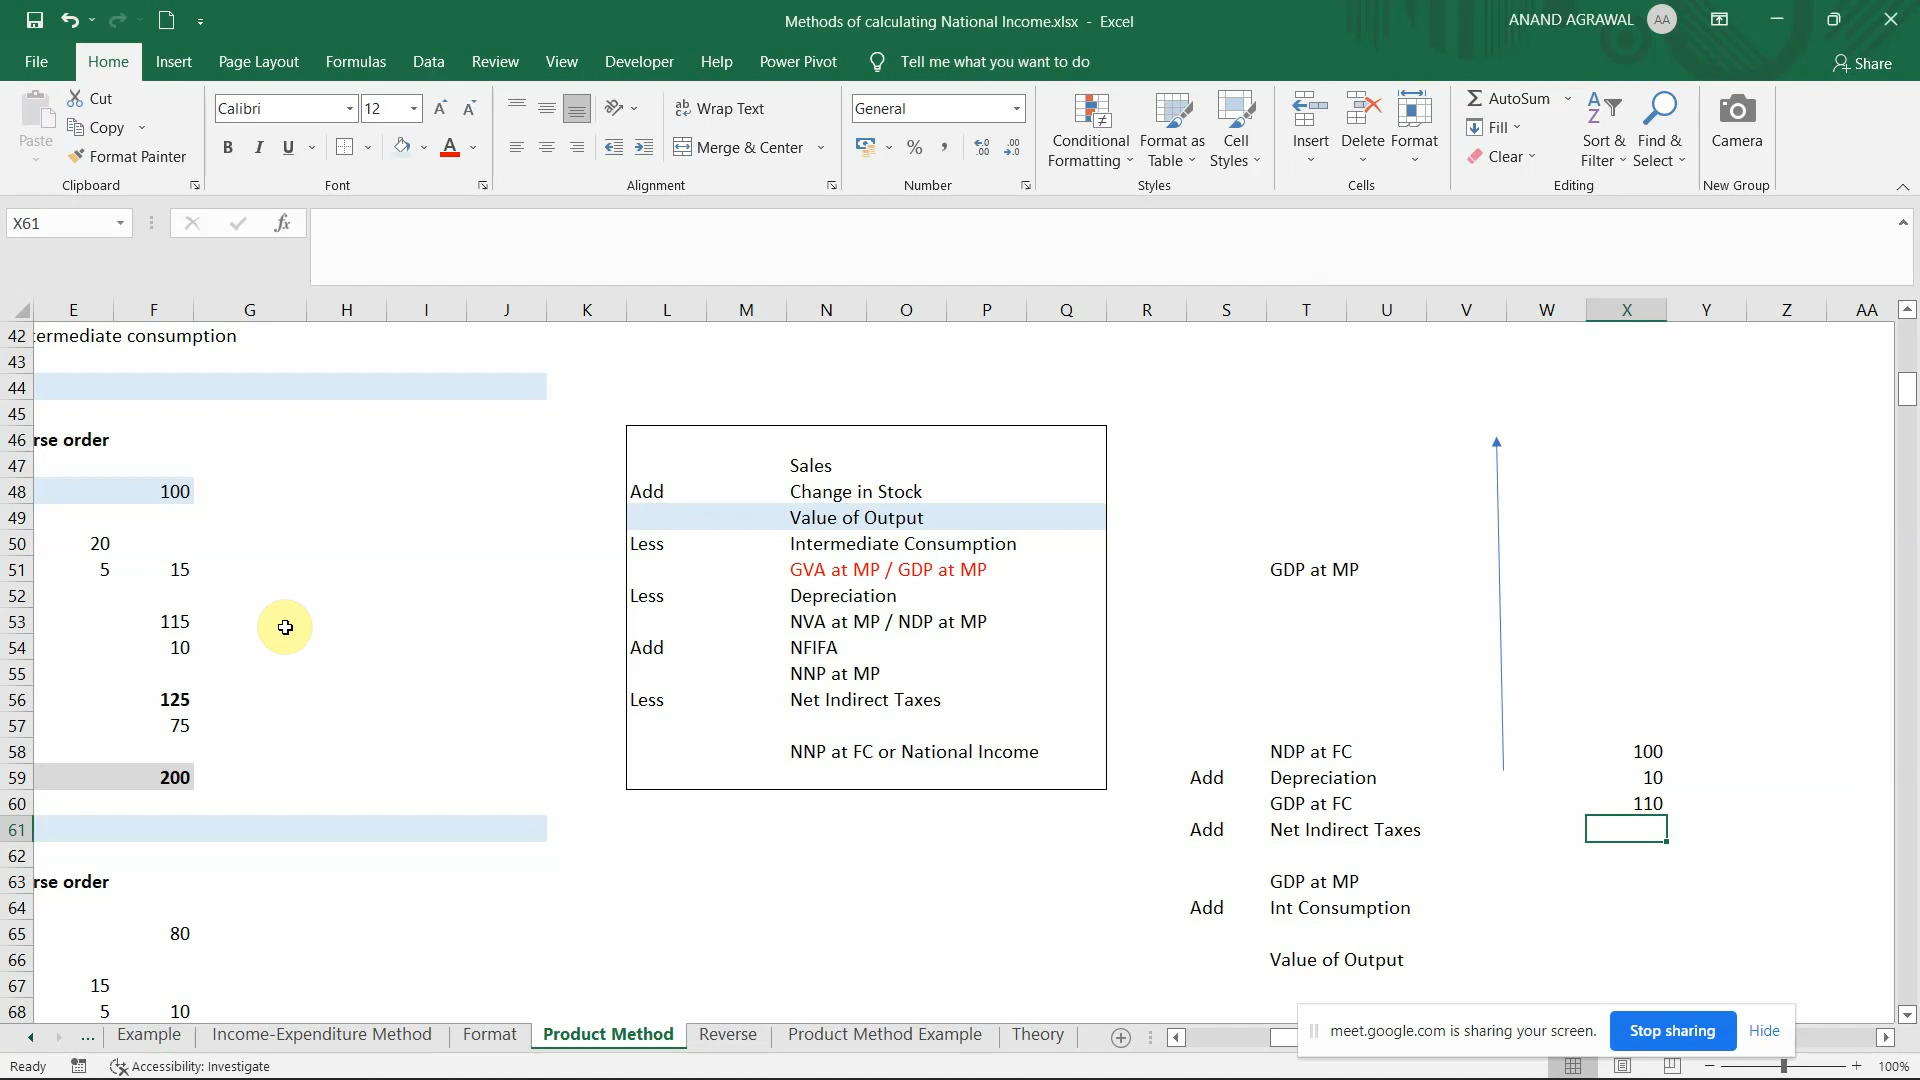 Methods of calculating National Income.xlsx - Excel
ANAND AGRAWAL AA
File Home Insert Page Layout Formulas Data Review View Developer Help Power Pivot Tell me what you want to do Share
Paste Cut Copy Format Painter
Calibri 12
B I U A
ab Wrap Text
Merge & Center
General
% ,
Conditional Formatting Format as Table Cell Styles
Insert Delete Format
AutoSum Fill Clear
Sort & Filter Find & Select
Camera
Clipboard Font Alignment Number Styles Cells Editing New Group
X61 fx
E F G H I J K L M N O P Q R S T U V W X Y Z AA
42 termediate consumption
43
44
45
46 rse order
47 Sales
48 100 Add Change in Stock
49 Value of Output
50 20 Less Intermediate Consumption
51 5 15 GVA at MP / GDP at MP GDP at MP
52 Less Depreciation
53 115 NVA at MP / NDP at MP
54 10 Add NFIFA
55 NNP at MP
56 125 Less Net Indirect Taxes
57 75
58 NNP at FC or National Income NDP at FC 100
59 200 Add Depreciation 10
60 GDP at FC 110
61 Add Net Indirect Taxes
62
63 rse order GDP at MP
64 Add Int Consumption
65 80
66 Value of Output
67 15
68 5 10
... Example Income-Expenditure Method Format Product Method Reverse Product Method Example Theory
meet.google.com is sharing your screen. Stop sharing Hide
Ready Accessibility: Investigate 100%